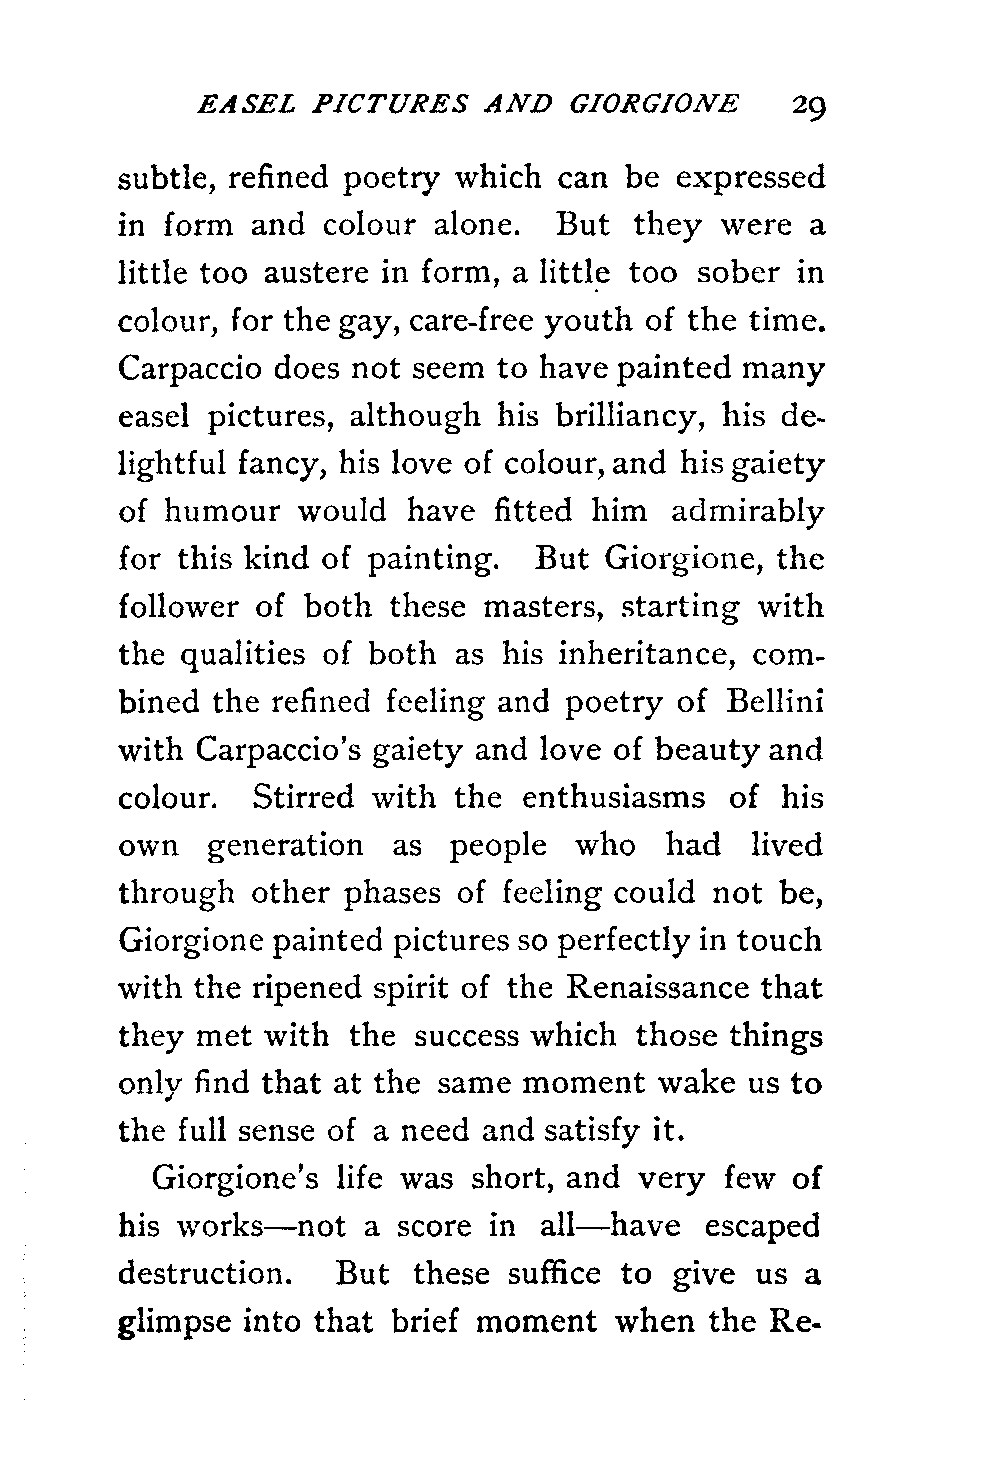 EASEL PICTURES AND GIORGIONE 29
subtle, refined poetry which can be expressed
in form and colour alone. But they were a
little too austere in form, a little too sober in
colour, for the gay, care-free youth of the time.
Carpaccio does not seem to have painted many
easel pictures, although his brilliancy, his de-
lightful fancy, his love of colour, and his gaiety
of humour would have fitted him admirably
for this kind of painting. But Giorgione, the
follower of both these masters, starting with
the qualities of both as his inheritance, com-
bined the refined feeling and poetry of Bellini
with Carpaccio's gaiety and love of beauty and
colour. Stirred with the enthusiasms of his
own generation as people who had lived
through other phases of feeling could not be,
Giorgione painted pictures so perfectly in touch
with the ripened spirit of the Renaissance that
they met with the success which those things
only find that at the same moment wake us to
the full sense of a need and satisfy it.
Giorgione's life was short, and very few of
his works—not a score in all—have escaped
destruction. But these suffice to give us a
glimpse into that brief moment when the Re-